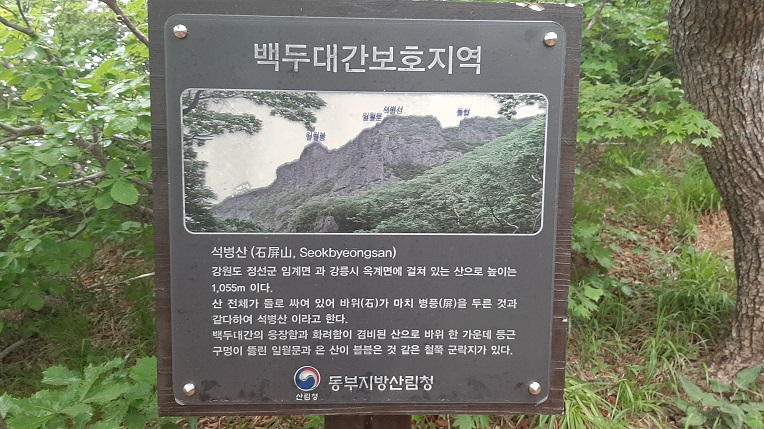 백두대간보호지역
석병산
일월문
돌탑
일월봉
석병산 (石屛山, Seokbyeongsan)
강원도 정선군 임계면 과 강릉시 옥계면에 걸쳐 있는 산으로 높이는
1,055m 이다.
산 전체가 돌로 싸여 있어 바위(石)가 마치 병풍(屛)을 두른 것과
같다하여 석병산 이라고 한다.
백두대간의 웅장함과 화려함이 겸비된 산으로 바위 한 가운데 둥근
구멍이 뚫린 일월문과 온 산이 불붙은 것 같은 철쭉 군락지가 있다.
산림청 동부지방산림청